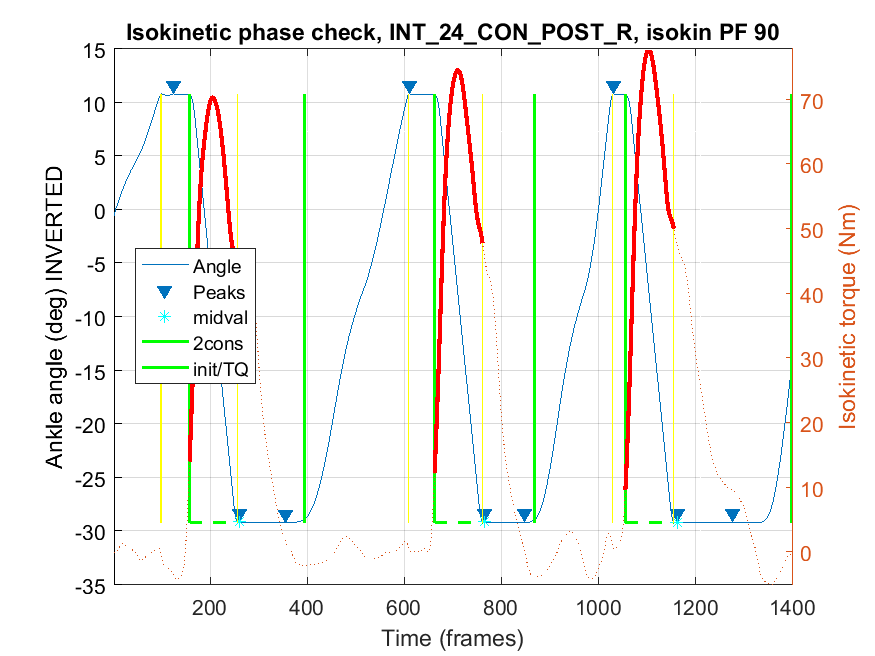 Isokinetic phase check, INT_24_CON_POST_R, isokin PF 90
Ankle angle (deg) INVERTED
15
10
5
0
-5
-10
-15
-20
-25
-30
-35
Angle
Peaks
midval
2cons
init/TQ
70
60
50
40
30
20
10
0
Isokinetic torque (Nm)
200 400 600 800 1000 1200 1400
Time (frames)